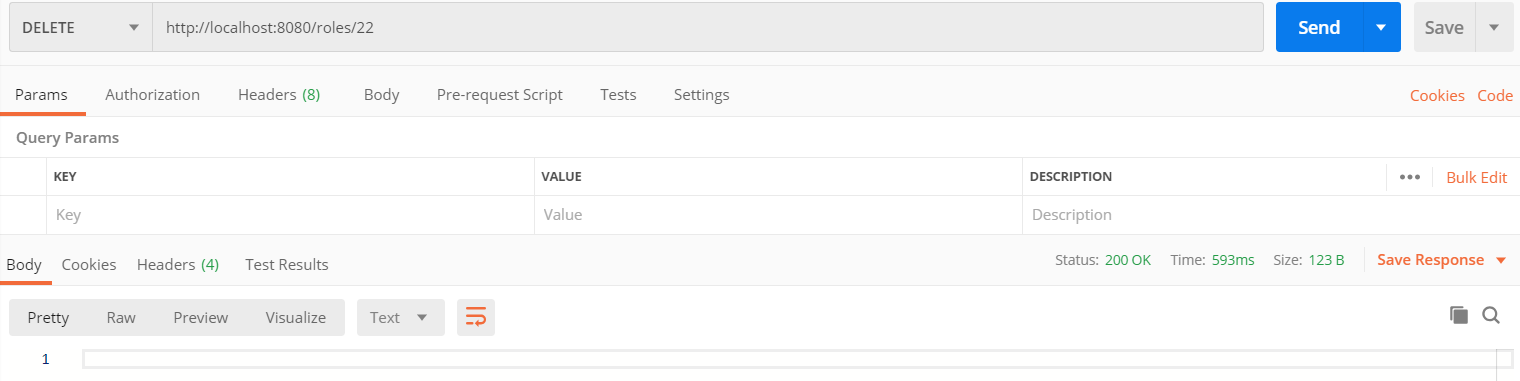 DELETE http://localhost:8080/roles/22 Send Save
Params Authorization Headers (8) Body Pre-request Script Tests Settings Cookies Code
Query Params
KEY VALUE DESCRIPTION Bulk Edit
Key Value Description
Body Cookies Headers (4) Test Results Status: 200 OK Time: 593ms Size: 123 B Save Response
Pretty Raw Preview Visualize Text
1